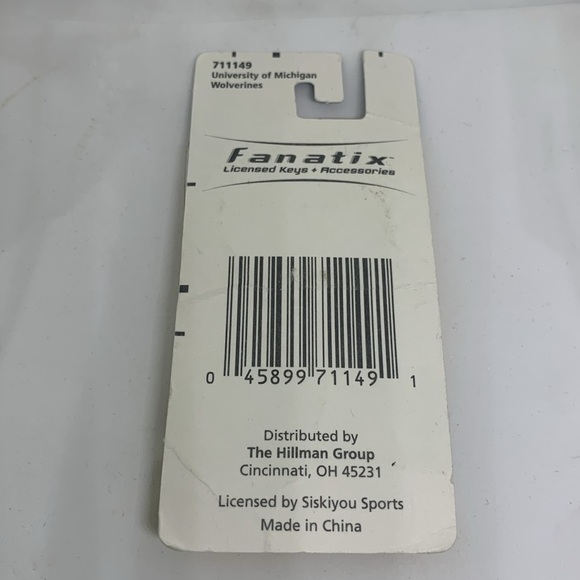 711149
University of Michigan
Wolverines
Fanatix™
Licensed Keys + Accessories
0 45899 71149 1
Distributed by
The Hillman Group
Cincinnati, OH 45231
Licensed by Siskiyou Sports
Made in China